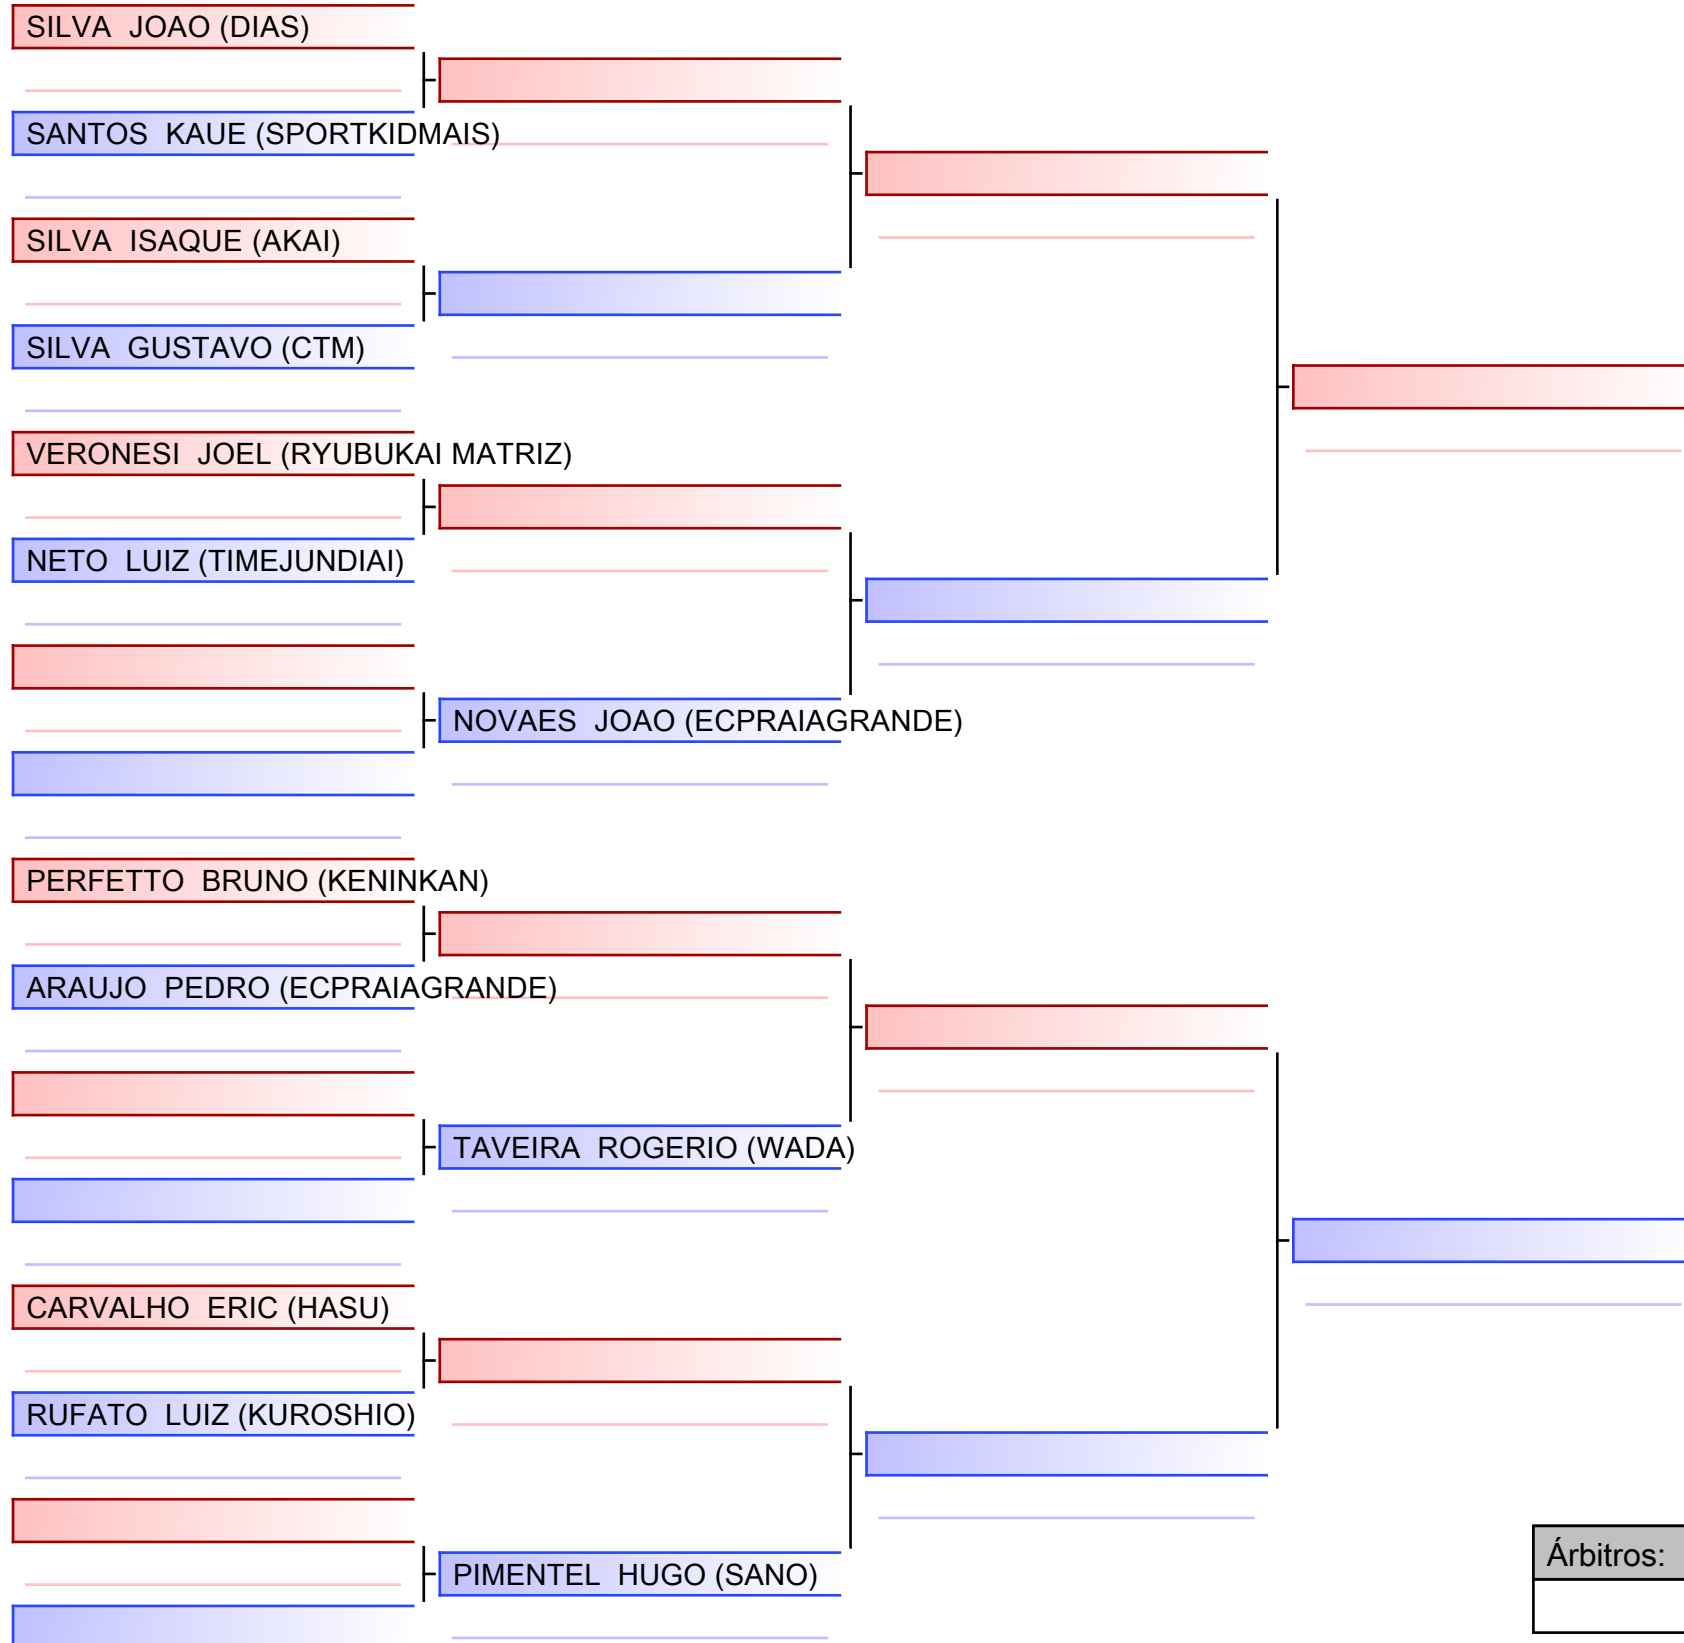 SILVA  JOAO (DIAS)
SANTOS  KAUE (SPORTKIDMAIS)
SILVA  ISAQUE (AKAI)
SILVA  GUSTAVO (CTM)
VERONESI  JOEL (RYUBUKAI MATRIZ)
NETO  LUIZ (TIMEJUNDIAI)
NOVAES  JOAO (ECPRAIAGRANDE)
PERFETTO  BRUNO (KENINKAN)
ARAUJO  PEDRO (ECPRAIAGRANDE)
TAVEIRA  ROGERIO (WADA)
CARVALHO  ERIC (HASU)
RUFATO  LUIZ (KUROSHIO)
PIMENTEL  HUGO (SANO)
Árbitros: